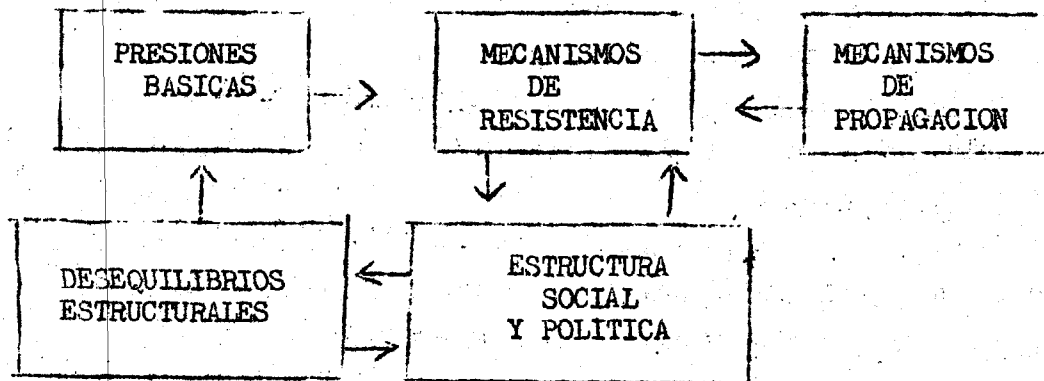 PRESIONES
BASICAS
MECANISMOS
DE
RESISTENCIA
MECANISMOS
DE
PROPAGACION
DESEQUILIBRIOS
ESTRUCTURALES
ESTRUCTURA
SOCIAL
Y POLITICA